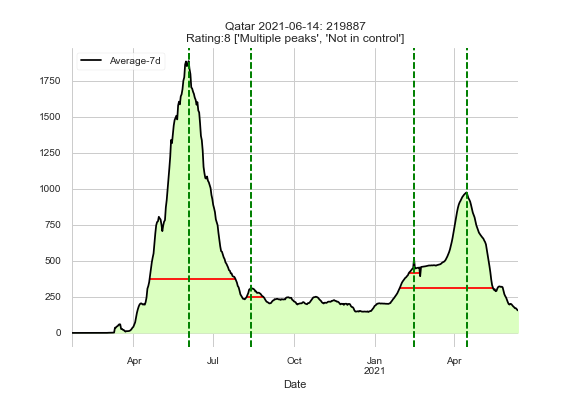 Qatar 2021-06-14: 219887
Rating:8 ['Multiple peaks', 'Not in control']
Average-7d
1750
1500
1250
1000
750
500
250
0
Apr
Jul
Oct
Jan
2021
Apr
Date